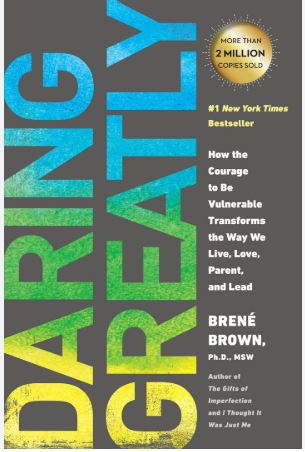 DARING
GREATLY
MORE THAN
2 MILLION
COPIES SOLD
#1 New York Times
Bestseller
How the
Courage
to Be
Vulnerable
Transforms
the Way We
Live, Love,
Parent,
and Lead
BRENÉ
BROWN,
Ph.D., MSW
Author of
The Gifts of
Imperfection
and I Thought It
Was Just Me